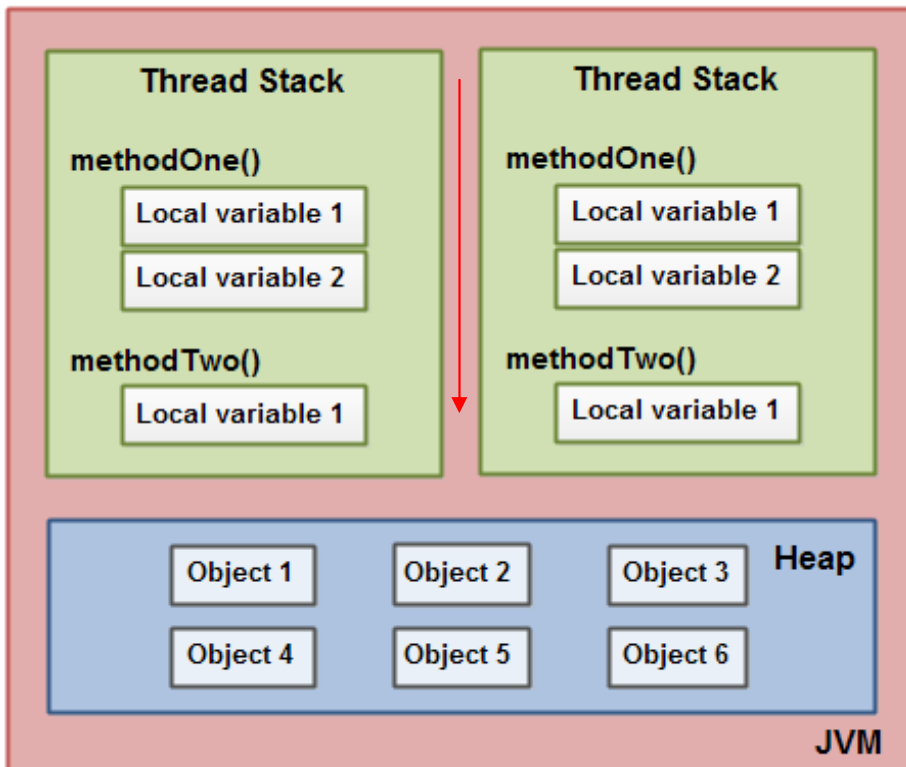 Thread Stack
methodOne()
Local variable 1
Local variable 2
methodTwo()
Local variable 1
Thread Stack
methodOne()
Local variable 1
Local variable 2
methodTwo()
Local variable 1
Heap
Object 1
Object 2
Object 3
Object 4
Object 5
Object 6
JVM